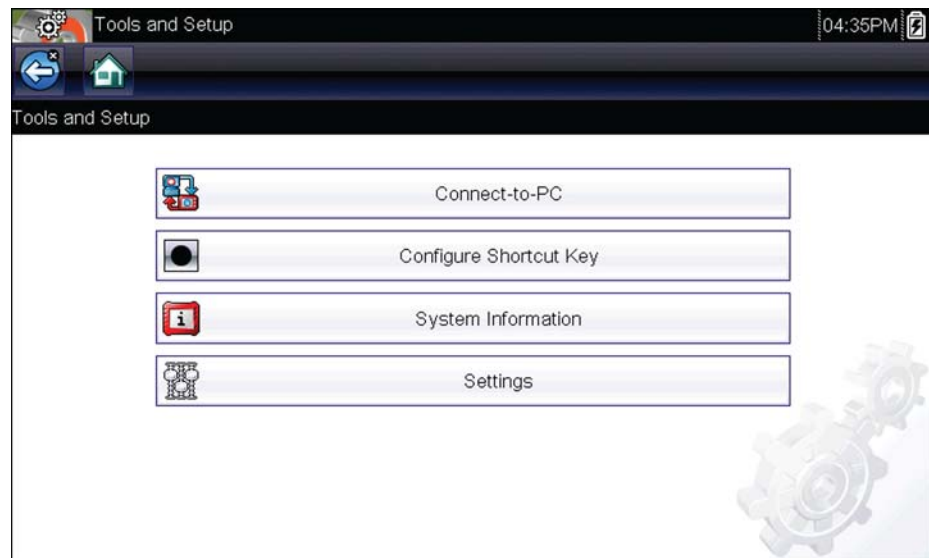 Tools and Setup
04:35PM
Tools and Setup
Connect-to-PC
Configure Shortcut Key
System Information
Settings